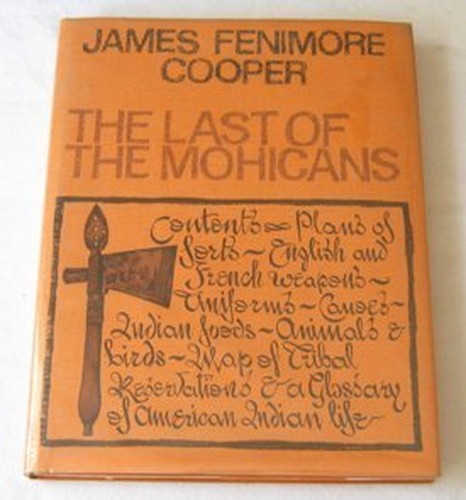 JAMES FENIMORE
COOPER
THE LAST OF
THE MOHICANS
Contents ~ Plans of
forts ~ English and
French weapons ~
Uniforms ~ Canoes ~
Indian foods ~ Animals &
birds ~ Map of Tribal
Reservations & a Glossary
of American Indian life ~